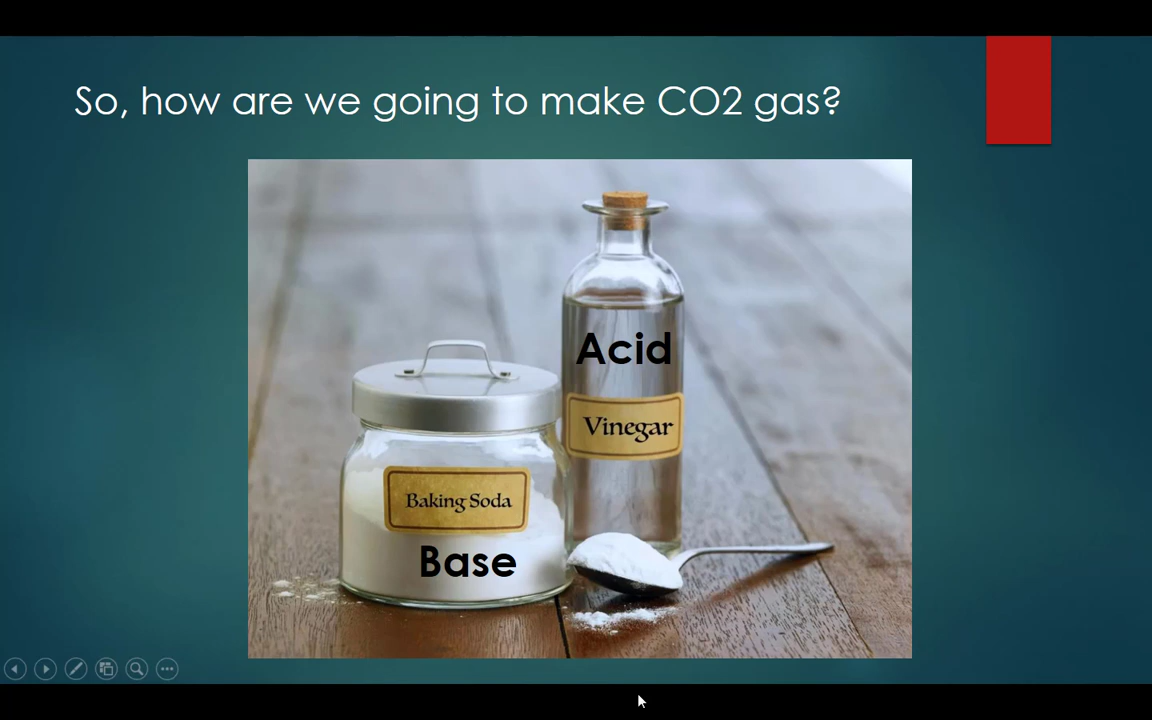 So, how are we going to make CO2 gas?
Acid
Vinegar
Baking Soda
Base